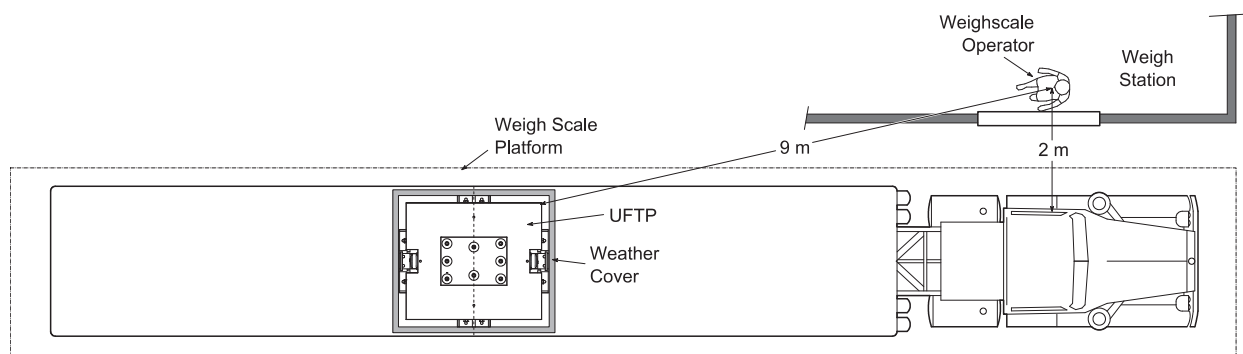 Weighscale
Operator
Weigh
Station
Weigh Scale
Platform
9 m
2 m
UFTP
Weather
Cover